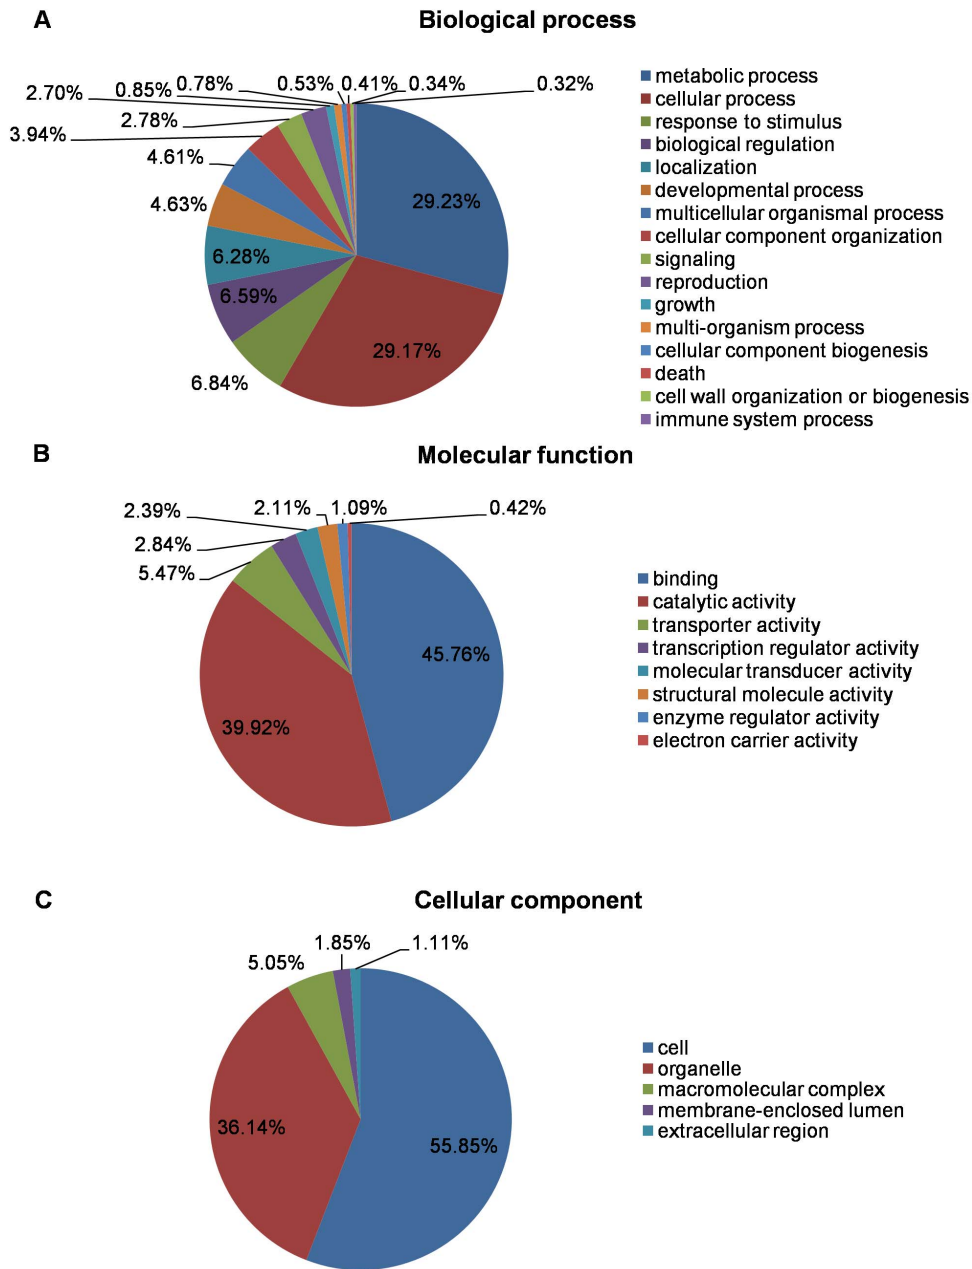 A
Biological process
2.70%
0.85%
0.78%
0.53%
0.41%
0.34%
0.32%
2.78%
3.94%
4.61%
4.63%
6.28%
6.59%
6.84%
29.23%
29.17%
metabolic process
cellular process
response to stimulus
biological regulation
localization
developmental process
multicellular organismal process
cellular component organization
signaling
reproduction
growth
multi-organism process
cellular component biogenesis
death
cell wall organization or biogenesis
immune system process
B
Molecular function
2.39%
2.11%
1.09%
0.42%
2.84%
5.47%
45.76%
39.92%
binding
catalytic activity
transporter activity
transcription regulator activity
molecular transducer activity
structural molecule activity
enzyme regulator activity
electron carrier activity
C
Cellular component
1.85%
1.11%
5.05%
36.14%
55.85%
cell
organelle
macromolecular complex
membrane-enclosed lumen
extracellular region